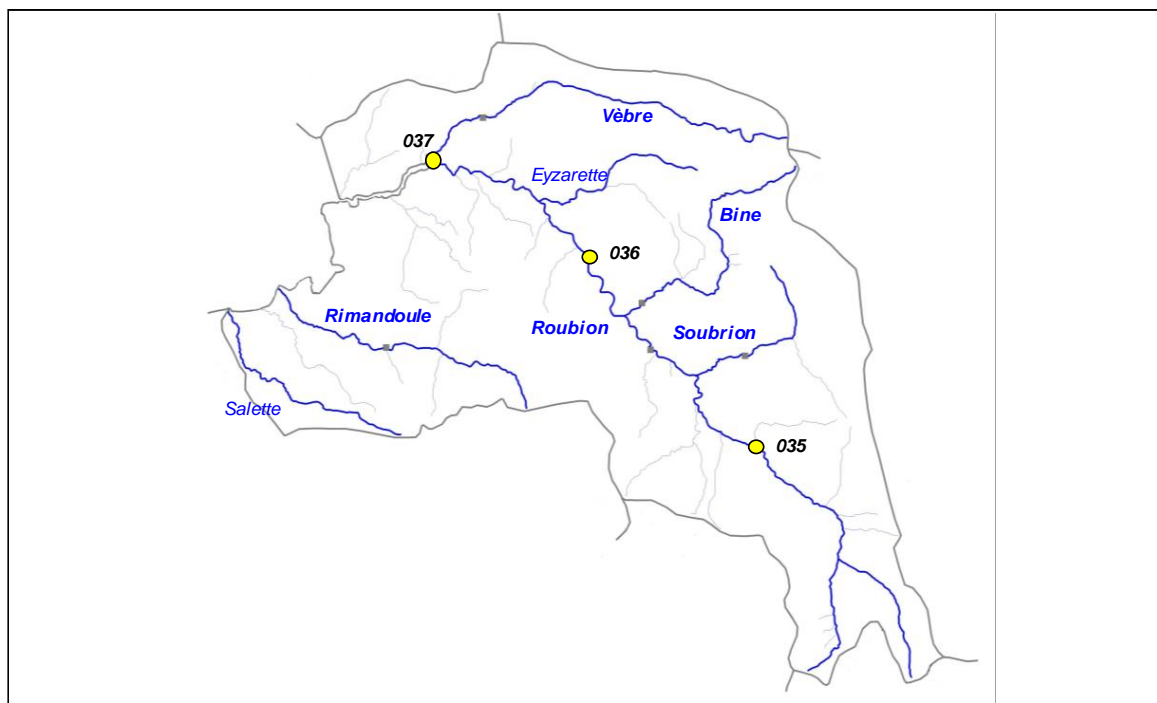 Vèbre
037
Eyzarette
Bine
036
Rimandoule
Roubion
Soubrion
Salette
035